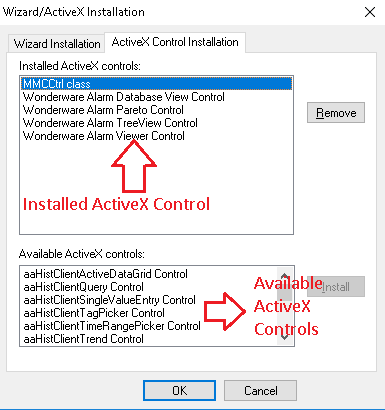 Wizard/ActiveX Installation
Wizard Installation
ActiveX Control Installation
Installed ActiveX controls:
MMCCtrl class
Wonderware Alarm Database View Control
Wonderware Alarm Pareto Control
Wonderware Alarm TreeView Control
Wonderware Alarm Viewer Control
Remove
Installed ActiveX Control
Available ActiveX controls:
aaHistClientActiveDataGrid Control
aaHistClientQuery Control
aaHistClientSingleValueEntry Control
aaHistClientTagPicker Control
aaHistClientTimeRangePicker Control
aaHistClientTrend Control
Available
ActiveX
Controls
Install
OK
Cancel